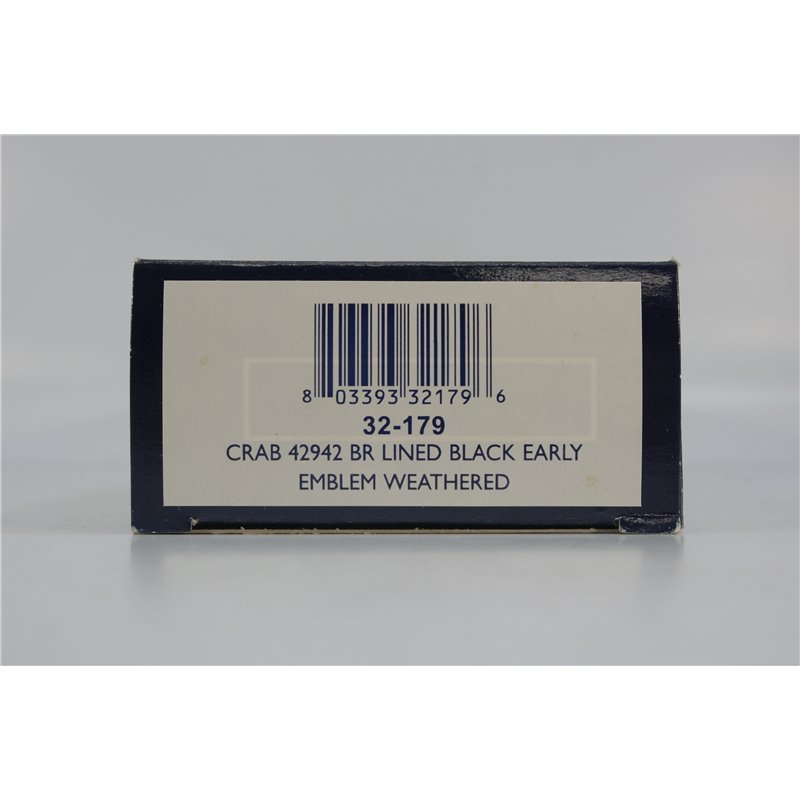 8 03393 32179 6
32-179
CRAB 42942 BR LINED BLACK EARLY
EMBLEM WEATHERED